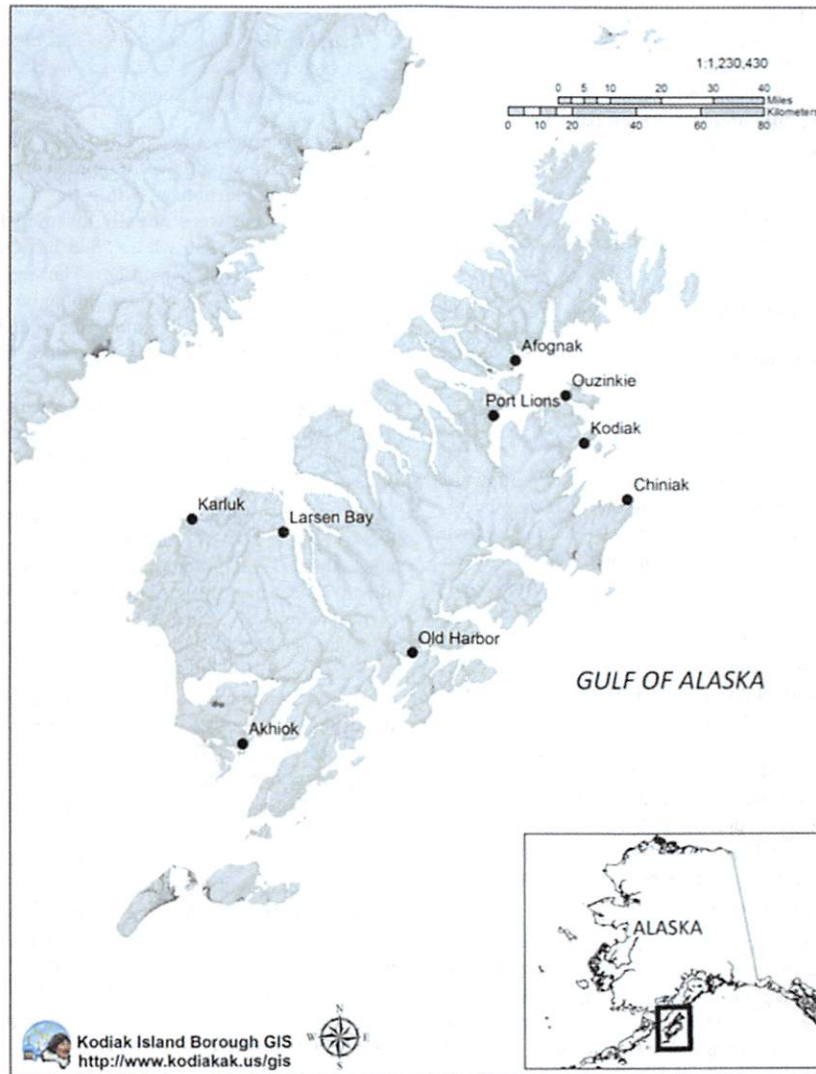 1:1,230,430
0 5 10 20 30 40
Miles
Kilometers
0 10 20 40 60 80
Afognak
Ouzinkie
Port Lions
Kodiak
Chiniak
Karluk
Larsen Bay
Old Harbor
GULF OF ALASKA
Akhiok
ALASKA
N
W E
S
Kodiak Island Borough GIS
http://www.kodiakak.us/gis